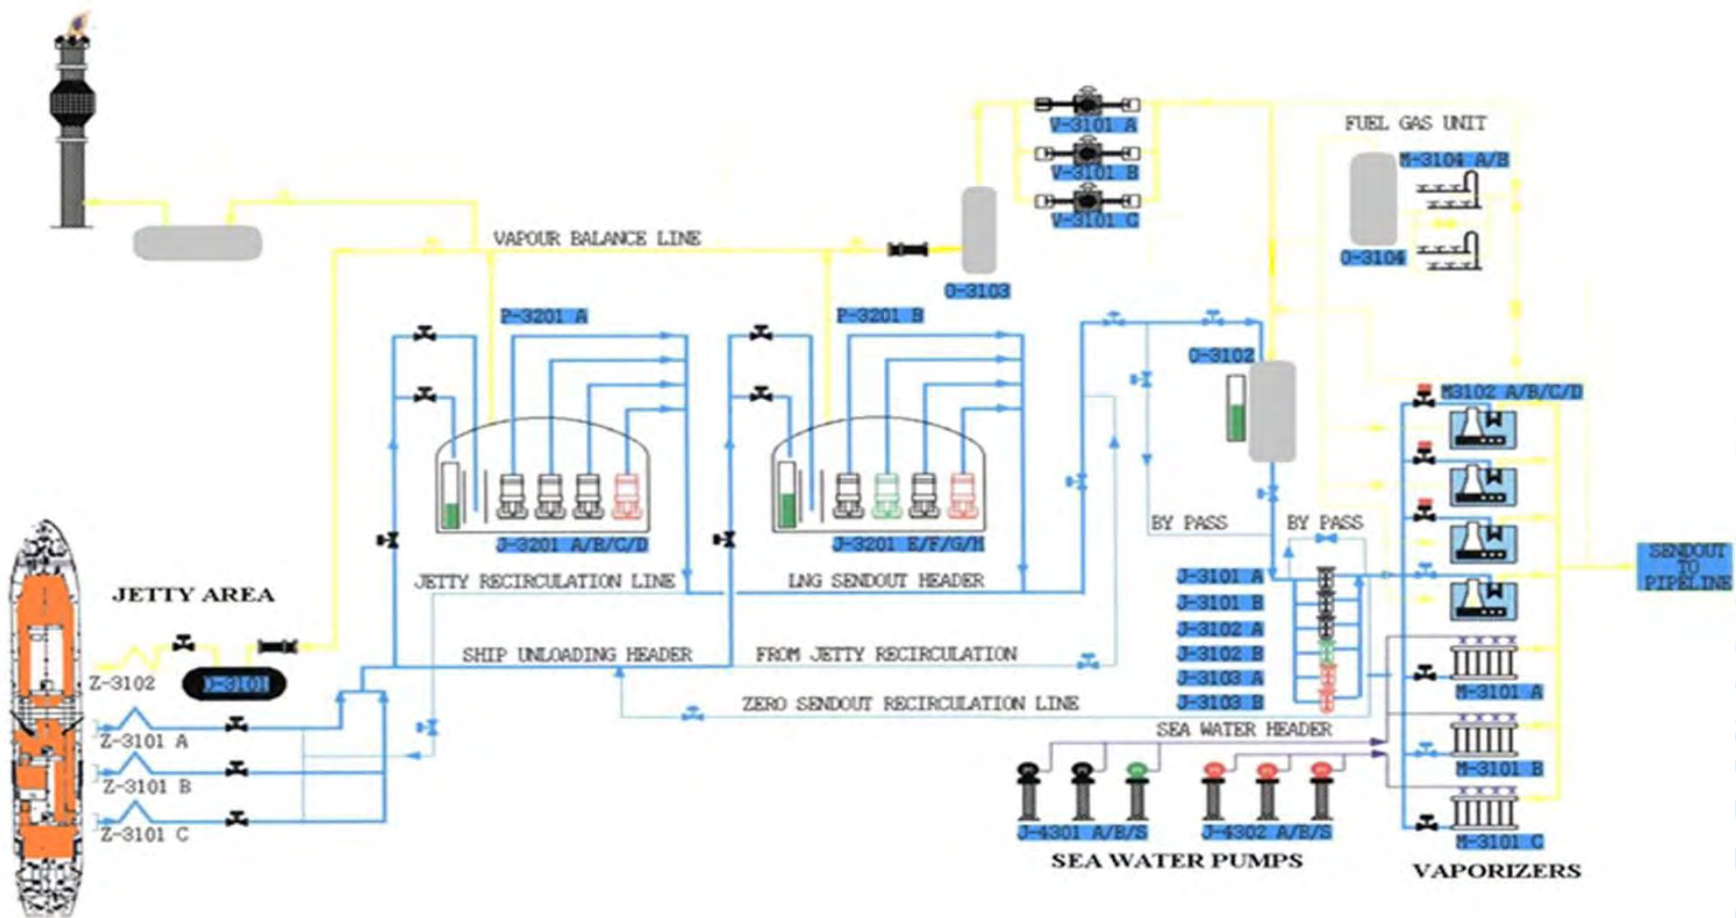 V-3101 A
FUEL GAS UNIT
V-3101 B
M-3104 A/B
V-3101 C
VAPOUR BALANCE LINE
O-3104
O-3103
P-3201 A
P-3201 B
O-3102
M3102 A/B/C/D
BY PASS
BY PASS
J-3201 A/B/C/D
J-3201 E/F/G/H
SENDOUT
TO
PIPELINE
JETTY RECIRCULATION LINE
LNG SENDOUT HEADER
J-3101 A
JETTY AREA
J-3101 B
J-3102 A
SHIP UNLOADING HEADER
FROM JETTY RECIRCULATION
J-3102 B
Z-3102
D-3101
J-3103 A
M-3101 A
J-3103 B
ZERO SENDOUT RECIRCULATION LINE
SEA WATER HEADER
Z-3101 A
M-3101 B
Z-3101 B
Z-3101 C
J-4301 A/B/S
J-4302 A/B/S
M-3101 C
SEA WATER PUMPS
VAPORIZERS